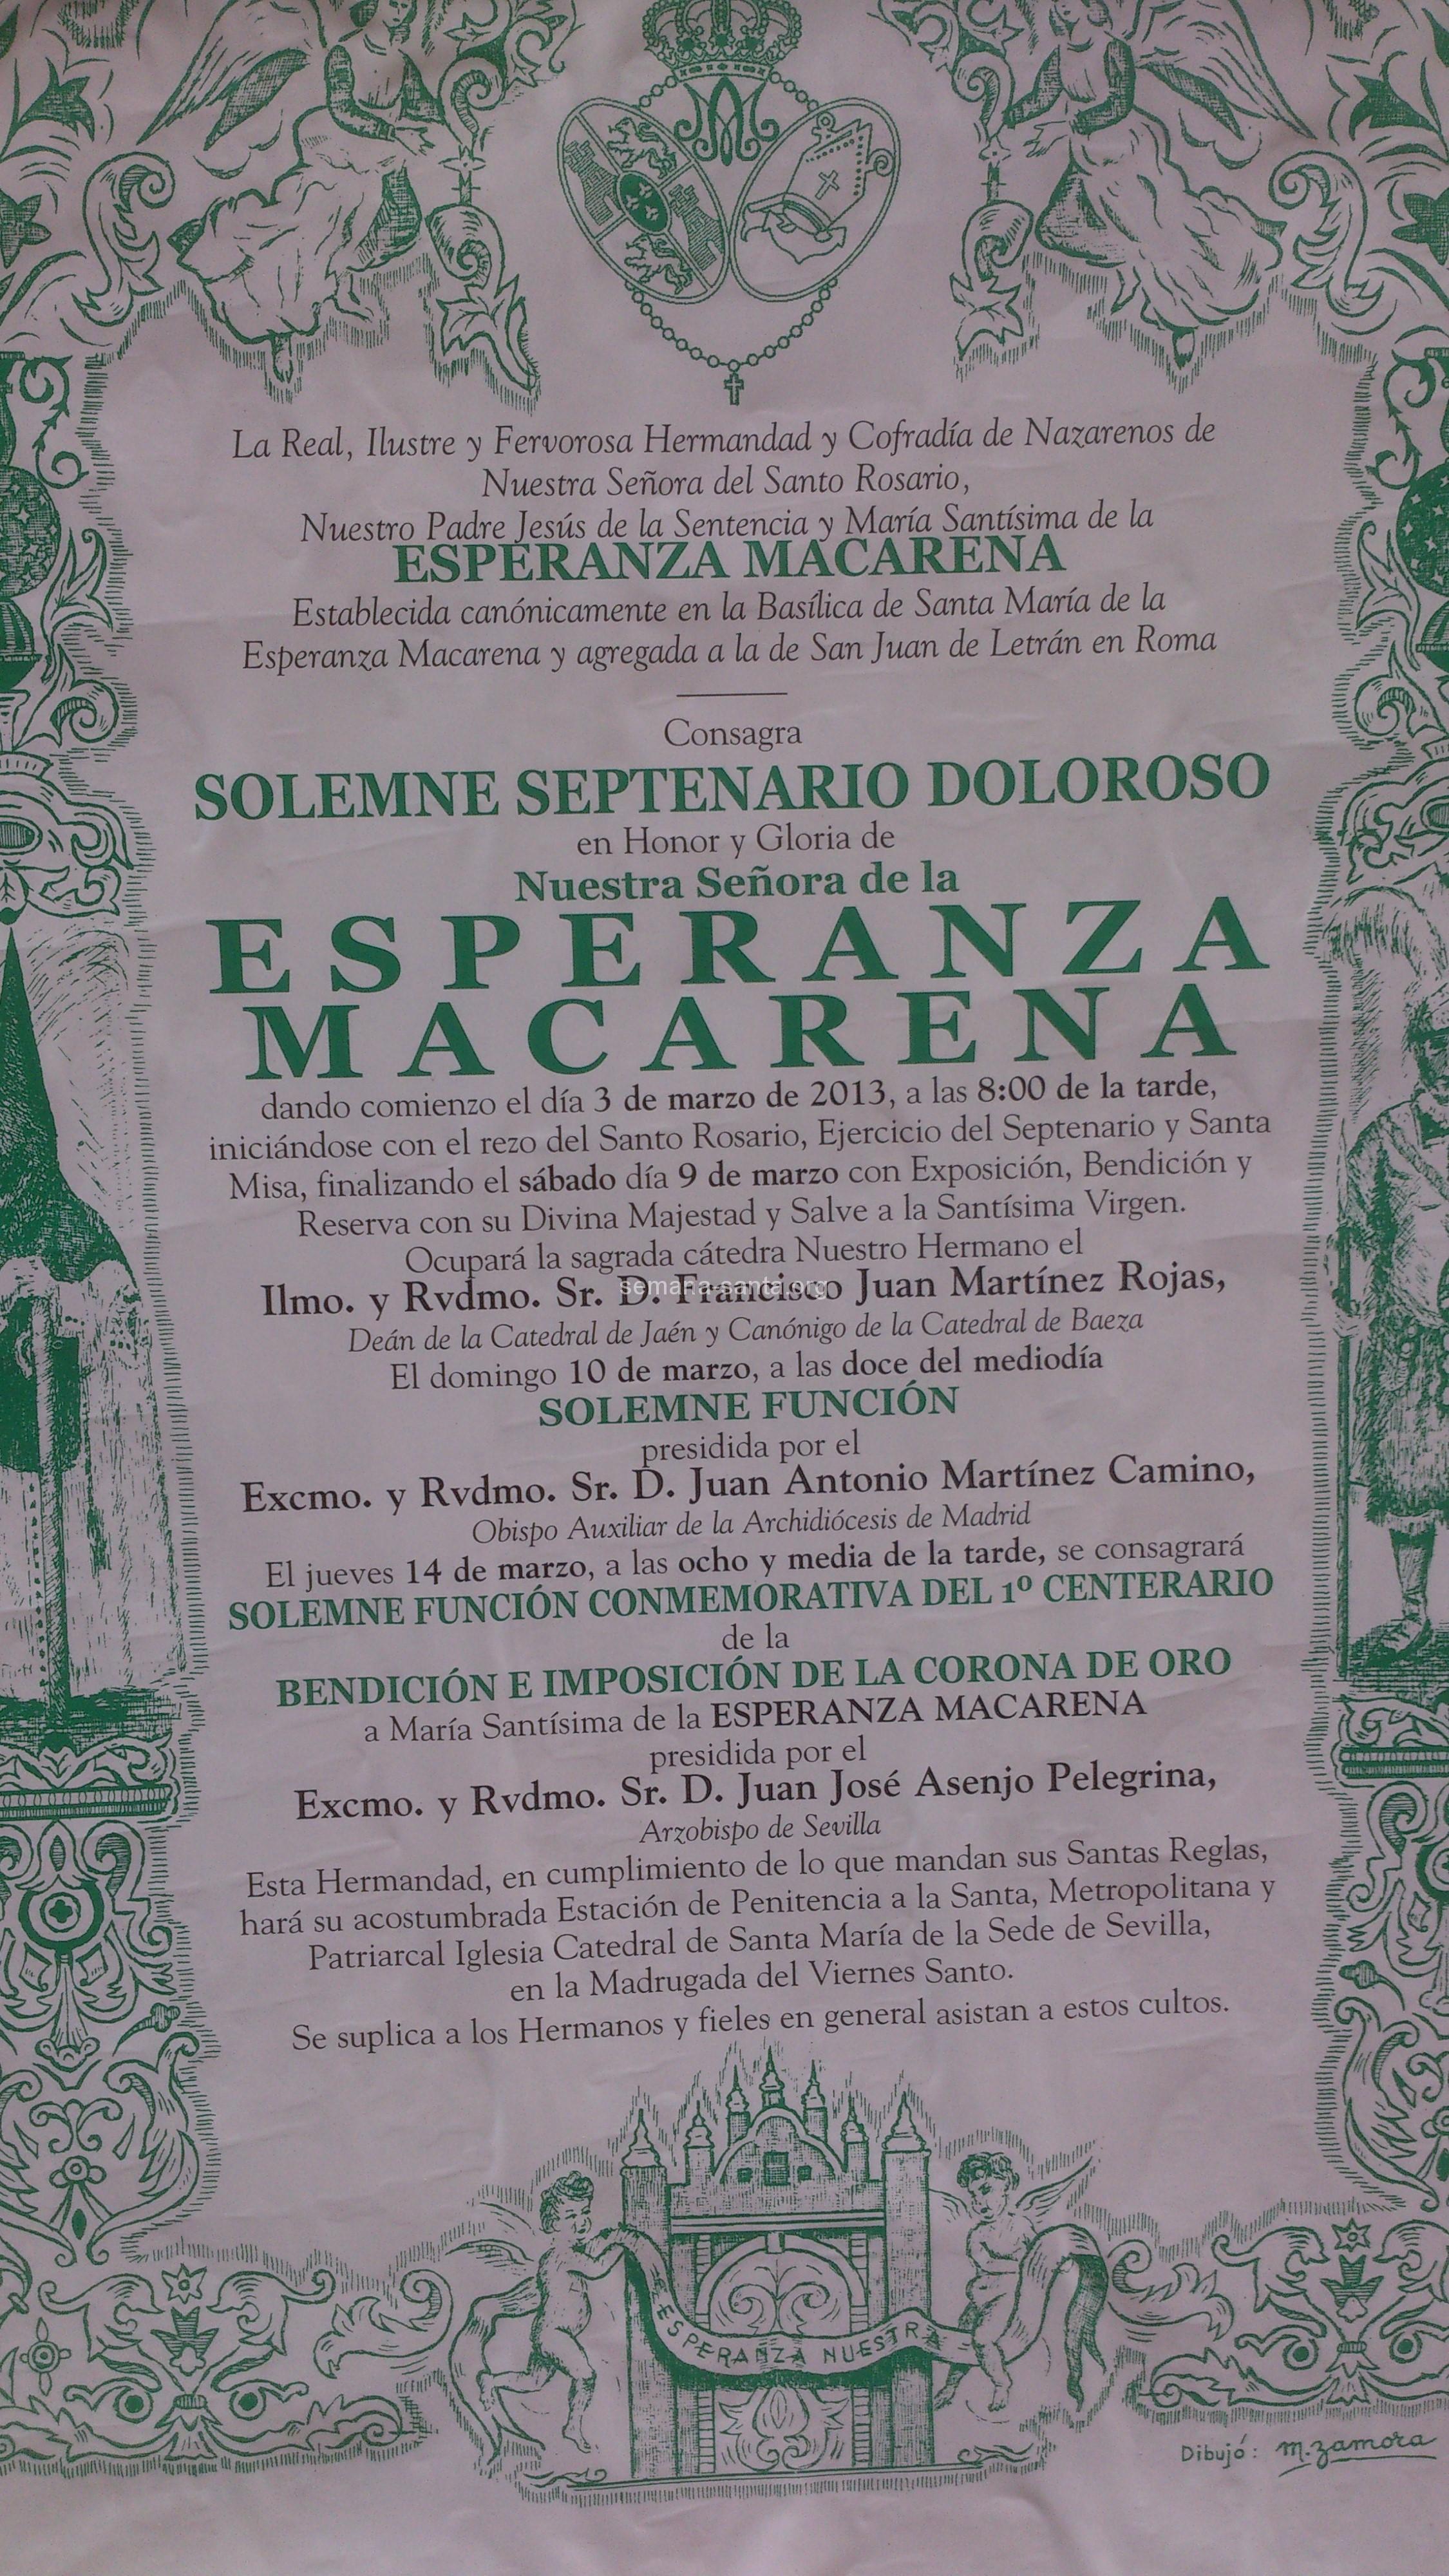 La Real, Ilustre y Fervorosa Hermandad y Cofradía de Nazarenos de
Nuestra Señora del Santo Rosario,
Nuestro Padre Jesús de la Sentencia y María Santísima de la
ESPERANZA MACARENA
Establecida canónicamente en la Basílica de Santa María de la
Esperanza Macarena y agregada a la de San Juan de Letrán en Roma
Consagra
SOLEMNE SEPTENARIO DOLOROSO
en Honor y Gloria de
Nuestra Señora de la
ESPERANZA
MACARENA
dando comienzo el día 3 de marzo de 2013, a las 8:00 de la tarde,
iniciándose con el rezo del Santo Rosario, Ejercicio del Septenario y Santa
Misa, finalizando el sábado día 9 de marzo con Exposición, Bendición y
Reserva con su Divina Majestad y Salve a la Santísima Virgen.
Ocupará la sagrada cátedra Nuestro Hermano el
Ilmo. y Rvdmo. Sr. D. Francisco Juan Martínez Rojas,
semana-santa.org
Deán de la Catedral de Jaén y Canónigo de la Catedral de Baeza
El domingo 10 de marzo, a las doce del mediodía
SOLEMNE FUNCIÓN
presidida por el
Excmo. y Rvdmo. Sr. D. Juan Antonio Martínez Camino,
Obispo Auxiliar de la Archidiócesis de Madrid
El jueves 14 de marzo, a las ocho y media de la tarde, se consagrará
SOLEMNE FUNCIÓN CONMEMORATIVA DEL 1º CENTERARIO
de la
BENDICIÓN E IMPOSICIÓN DE LA CORONA DE ORO
a María Santísima de la ESPERANZA MACARENA
presidida por el
Excmo. y Rvdmo. Sr. D. Juan José Asenjo Pelegrina,
Arzobispo de Sevilla
Esta Hermandad, en cumplimiento de lo que mandan sus Santas Reglas,
hará su acostumbrada Estación de Penitencia a la Santa, Metropolitana y
Patriarcal Iglesia Catedral de Santa María de la Sede de Sevilla,
en la Madrugada del Viernes Santo.
Se suplica a los Hermanos y fieles en general asistan a estos cultos.
ESPERANZA NUESTRA
Dibujó: M. Zamora